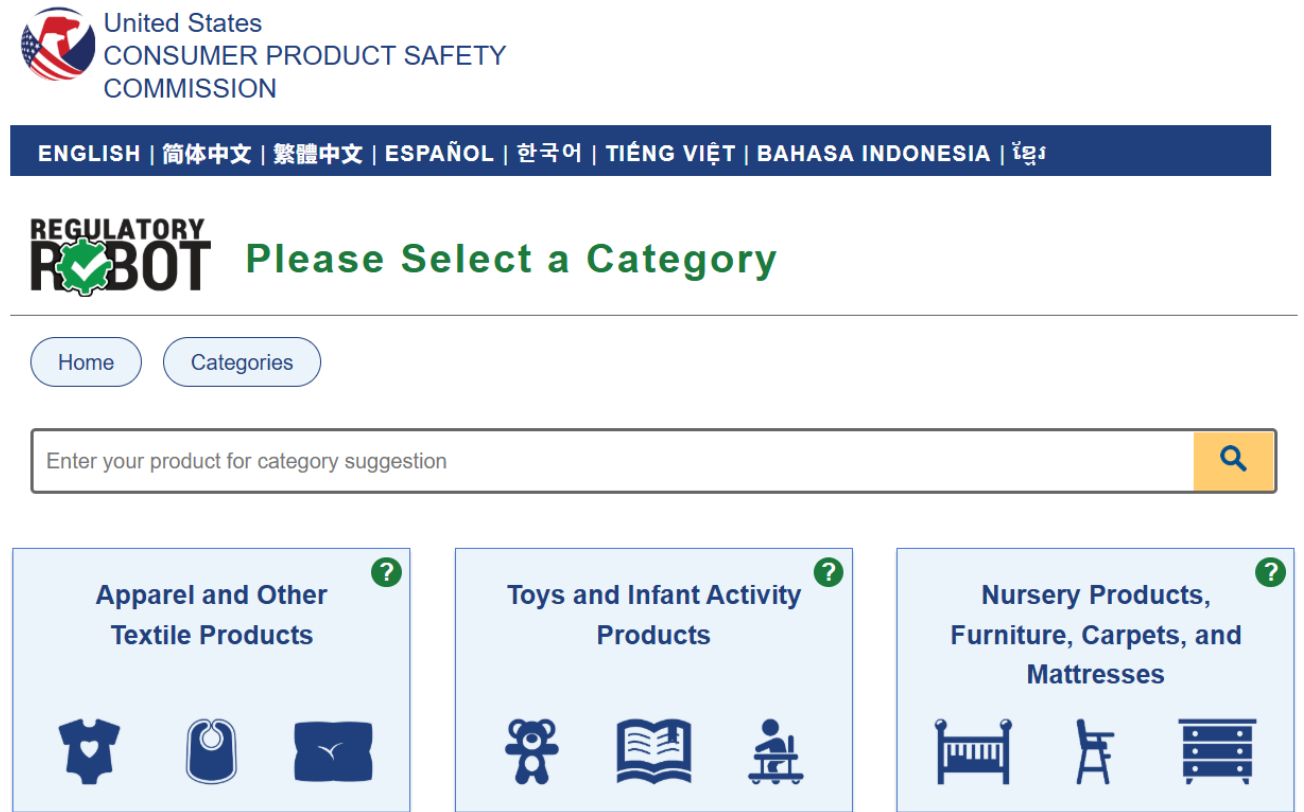 United States
CONSUMER PRODUCT SAFETY
COMMISSION
ENGLISH | 简体中文 | 繁體中文 | ESPAÑOL | 한국어 | TIẾNG VIỆT | BAHASA INDONESIA | ខ្មែរ
REGULATORY
ROBOT
Please Select a Category
Home
Categories
Enter your product for category suggestion
?
Apparel and Other
Textile Products
?
Toys and Infant Activity
Products
?
Nursery Products,
Furniture, Carpets, and
Mattresses